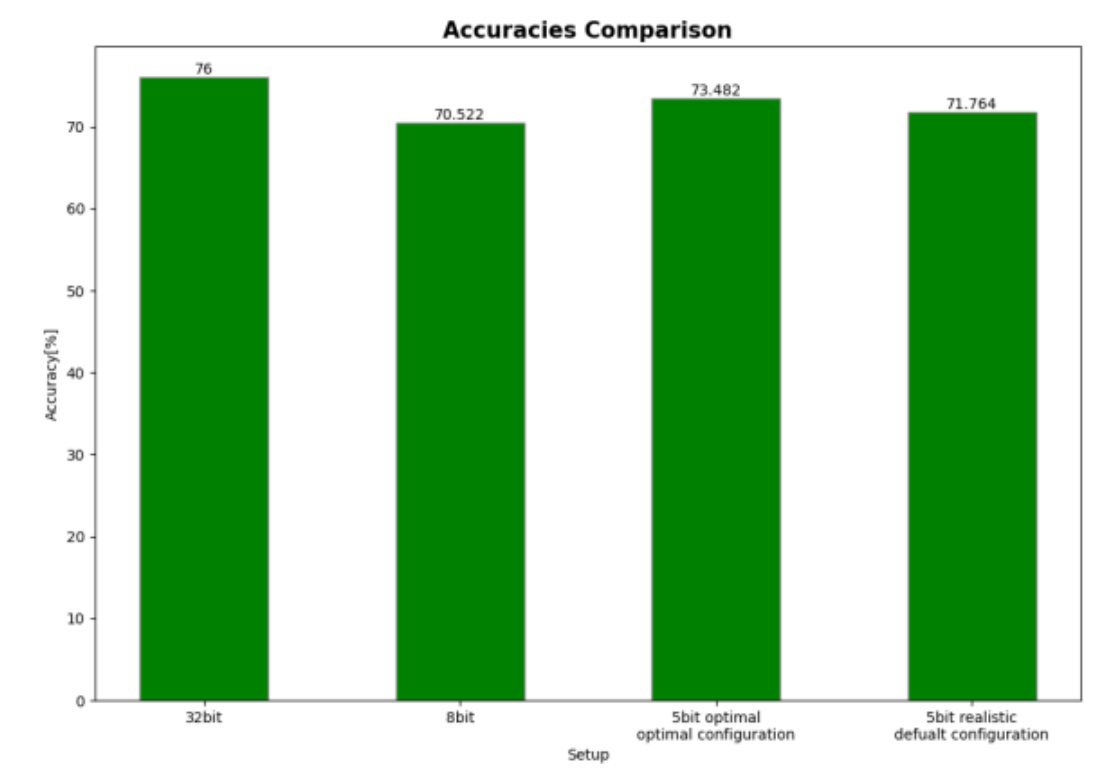 Accuracies Comparison
76
70.522
73.482
71.764
70
60
50
40
30
20
10
0
Accuracy[%]
32bit
8bit
5bit optimal
optimal configuration
5bit realistic
defualt configuration
Setup